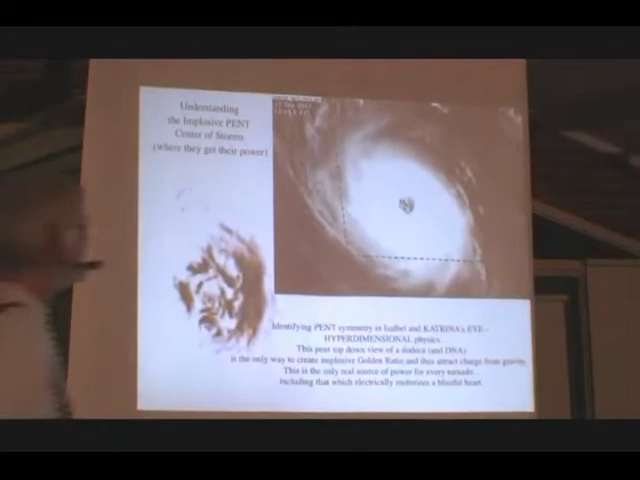 Understanding
the Implosive PENT
Center of Storms.
(where they get their power)
Identifying PENT symmetry in Isalbel and KATRINA's EYE -
HYPERDIMENSIONAL physics.
This pent top down view of a dodeca (and DNA)
is the only way to create implosive Golden Ratio and thus attract charge from gravity.
This is the only real source of power for every tornado...
including that which electrically motorizes a blissful heart.